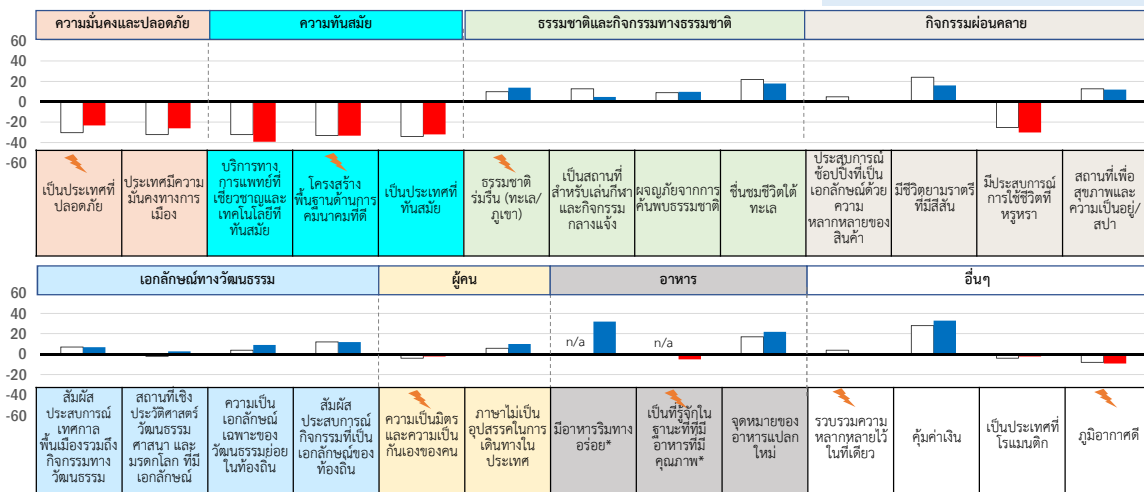 ความมั่นคงและปลอดภัย
ความทันสมัย
ธรรมชาติและกิจกรรมทางธรรมชาติ
กิจกรรมผ่อนคลาย
60
40
20
0
-20
-40
-60
เป็นประเทศที่
ปลอดภัย
ประเทศมีความ
มั่นคงทางการ
เมือง
บริการทาง
การแพทย์ที่
เชี่ยวชาญและ
เทคโนโลยีที่
ทันสมัย
โครงสร้าง
พื้นฐานด้านการ
คมนาคมที่ดี
เป็นประเทศที่
ทันสมัย
ธรรมชาติ
ร่มรื่น (ทะเล/
ภูเขา)
เป็นสถานที่
สำหรับเล่นกีฬา
และกิจกรรม
กลางแจ้ง
ผจญภัยจากการ
ค้นพบธรรมชาติ
ชื่นชมชีวิตใต้
ทะเล
ประสบการณ์
ช้อปปิ้งที่เป็น
เอกลักษณ์ด้วย
ความ
หลากหลายของ
สินค้า
มีชีวิตยามราตรี
ที่มีสีสัน
มีประสบการณ์
การใช้ชีวิตที่
หรูหรา
สถานที่เพื่อ
สุขภาพและ
ความเป็นอยู่/
สปา
เอกลักษณ์ทางวัฒนธรรม
ผู้คน
อาหาร
อื่นๆ
60
40
20
0
-20
-40
-60
n/a
n/a
สัมผัส
ประสบการณ์
เทศกาล
พื้นเมืองรวมถึง
กิจกรรมทาง
วัฒนธรรม
สถานที่เชิง
ประวัติศาสตร์
วัฒนธรรม
ศาสนา และ
มรดกโลก ที่มี
เอกลักษณ์
ความเป็น
เอกลักษณ์
เฉพาะของ
วัฒนธรรมย่อย
ในท้องถิ่น
สัมผัส
ประสบการณ์
กิจกรรมที่เป็น
เอกลักษณ์ของ
ท้องถิ่น
ความเป็นมิตร
และความเป็น
กันเองของคน
ภาษาไม่เป็น
อุปสรรคในการ
เดินทางใน
ประเทศ
มีอาหารริมทาง
อร่อย*
เป็นที่รู้จักใน
ฐานะที่ที่มี
อาหารที่มี
คุณภาพ*
จุดหมายของ
อาหารแปลก
ใหม่
รวบรวมความ
หลากหลายไว้
ในที่เดียว
คุ้มค่าเงิน
เป็นประเทศที่
โรแมนติก
ภูมิอากาศดี